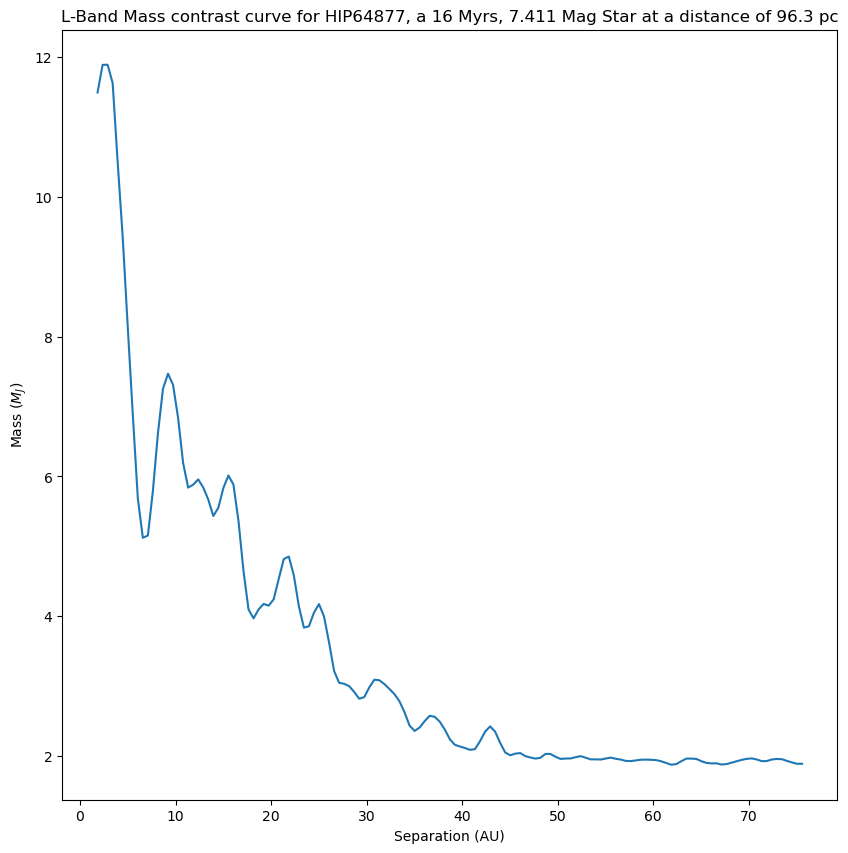 L-Band Mass contrast curve for HIP64877, a 16 Myrs, 7.411 Mag Star at a distance of 96.3 pc
12
10
8
6
4
2
Mass (M_J)
0 10 20 30 40 50 60 70
Separation (AU)